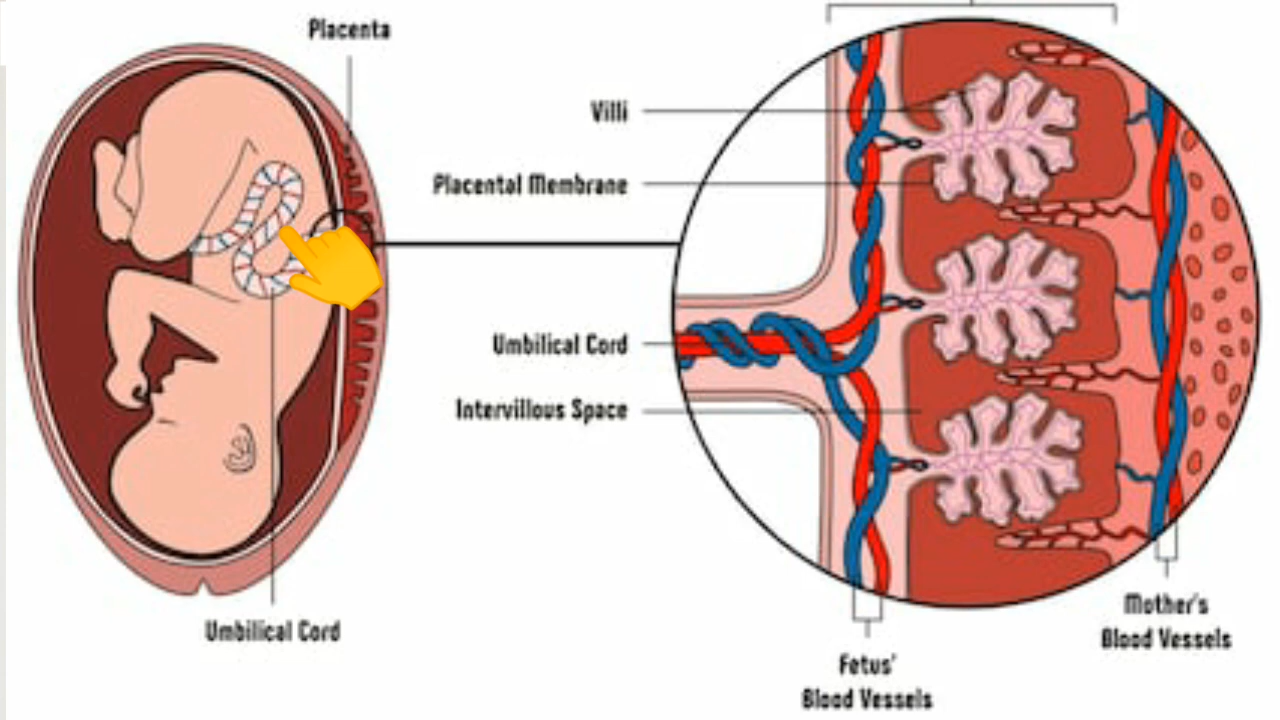 Placenta
Villi
Placental Membrane
Umbilical Cord
Intervillous Space
Umbilical Cord
Mother's
Blood Vessels
Fetus'
Blood Vessels